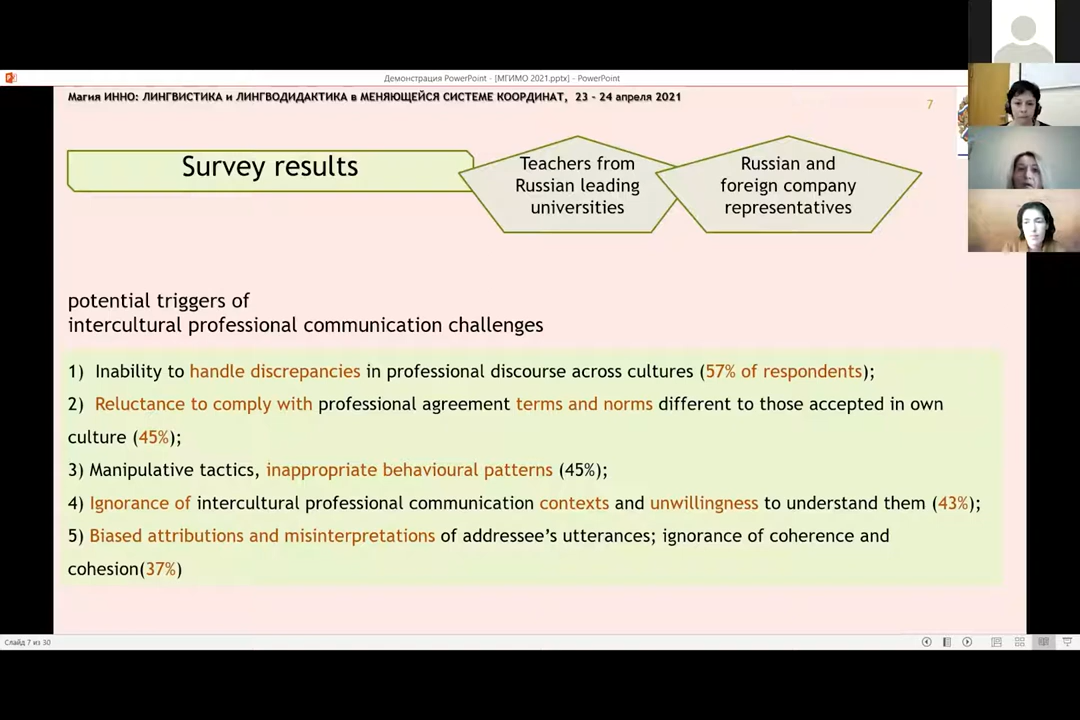 Демонстрация PowerPoint - [МГИМО 2021.pptx] - PowerPoint
Магия ИННО: ЛИНГВИСТИКА и ЛИНГВОДИДАКТИКА в МЕНЯЮЩЕЙСЯ СИСТЕМЕ КООРДИНАТ, 23 - 24 апреля 2021
7
Survey results
Teachers from
Russian leading
universities
Russian and
foreign company
representatives
potential triggers of
intercultural professional communication challenges
1) Inability to handle discrepancies in professional discourse across cultures (57% of respondents);
2) Reluctance to comply with professional agreement terms and norms different to those accepted in own
culture (45%);
3) Manipulative tactics, inappropriate behavioural patterns (45%);
4) Ignorance of intercultural professional communication contexts and unwillingness to understand them (43%);
5) Biased attributions and misinterpretations of addressee’s utterances; ignorance of coherence and
cohesion(37%)
Слайд 7 из 30